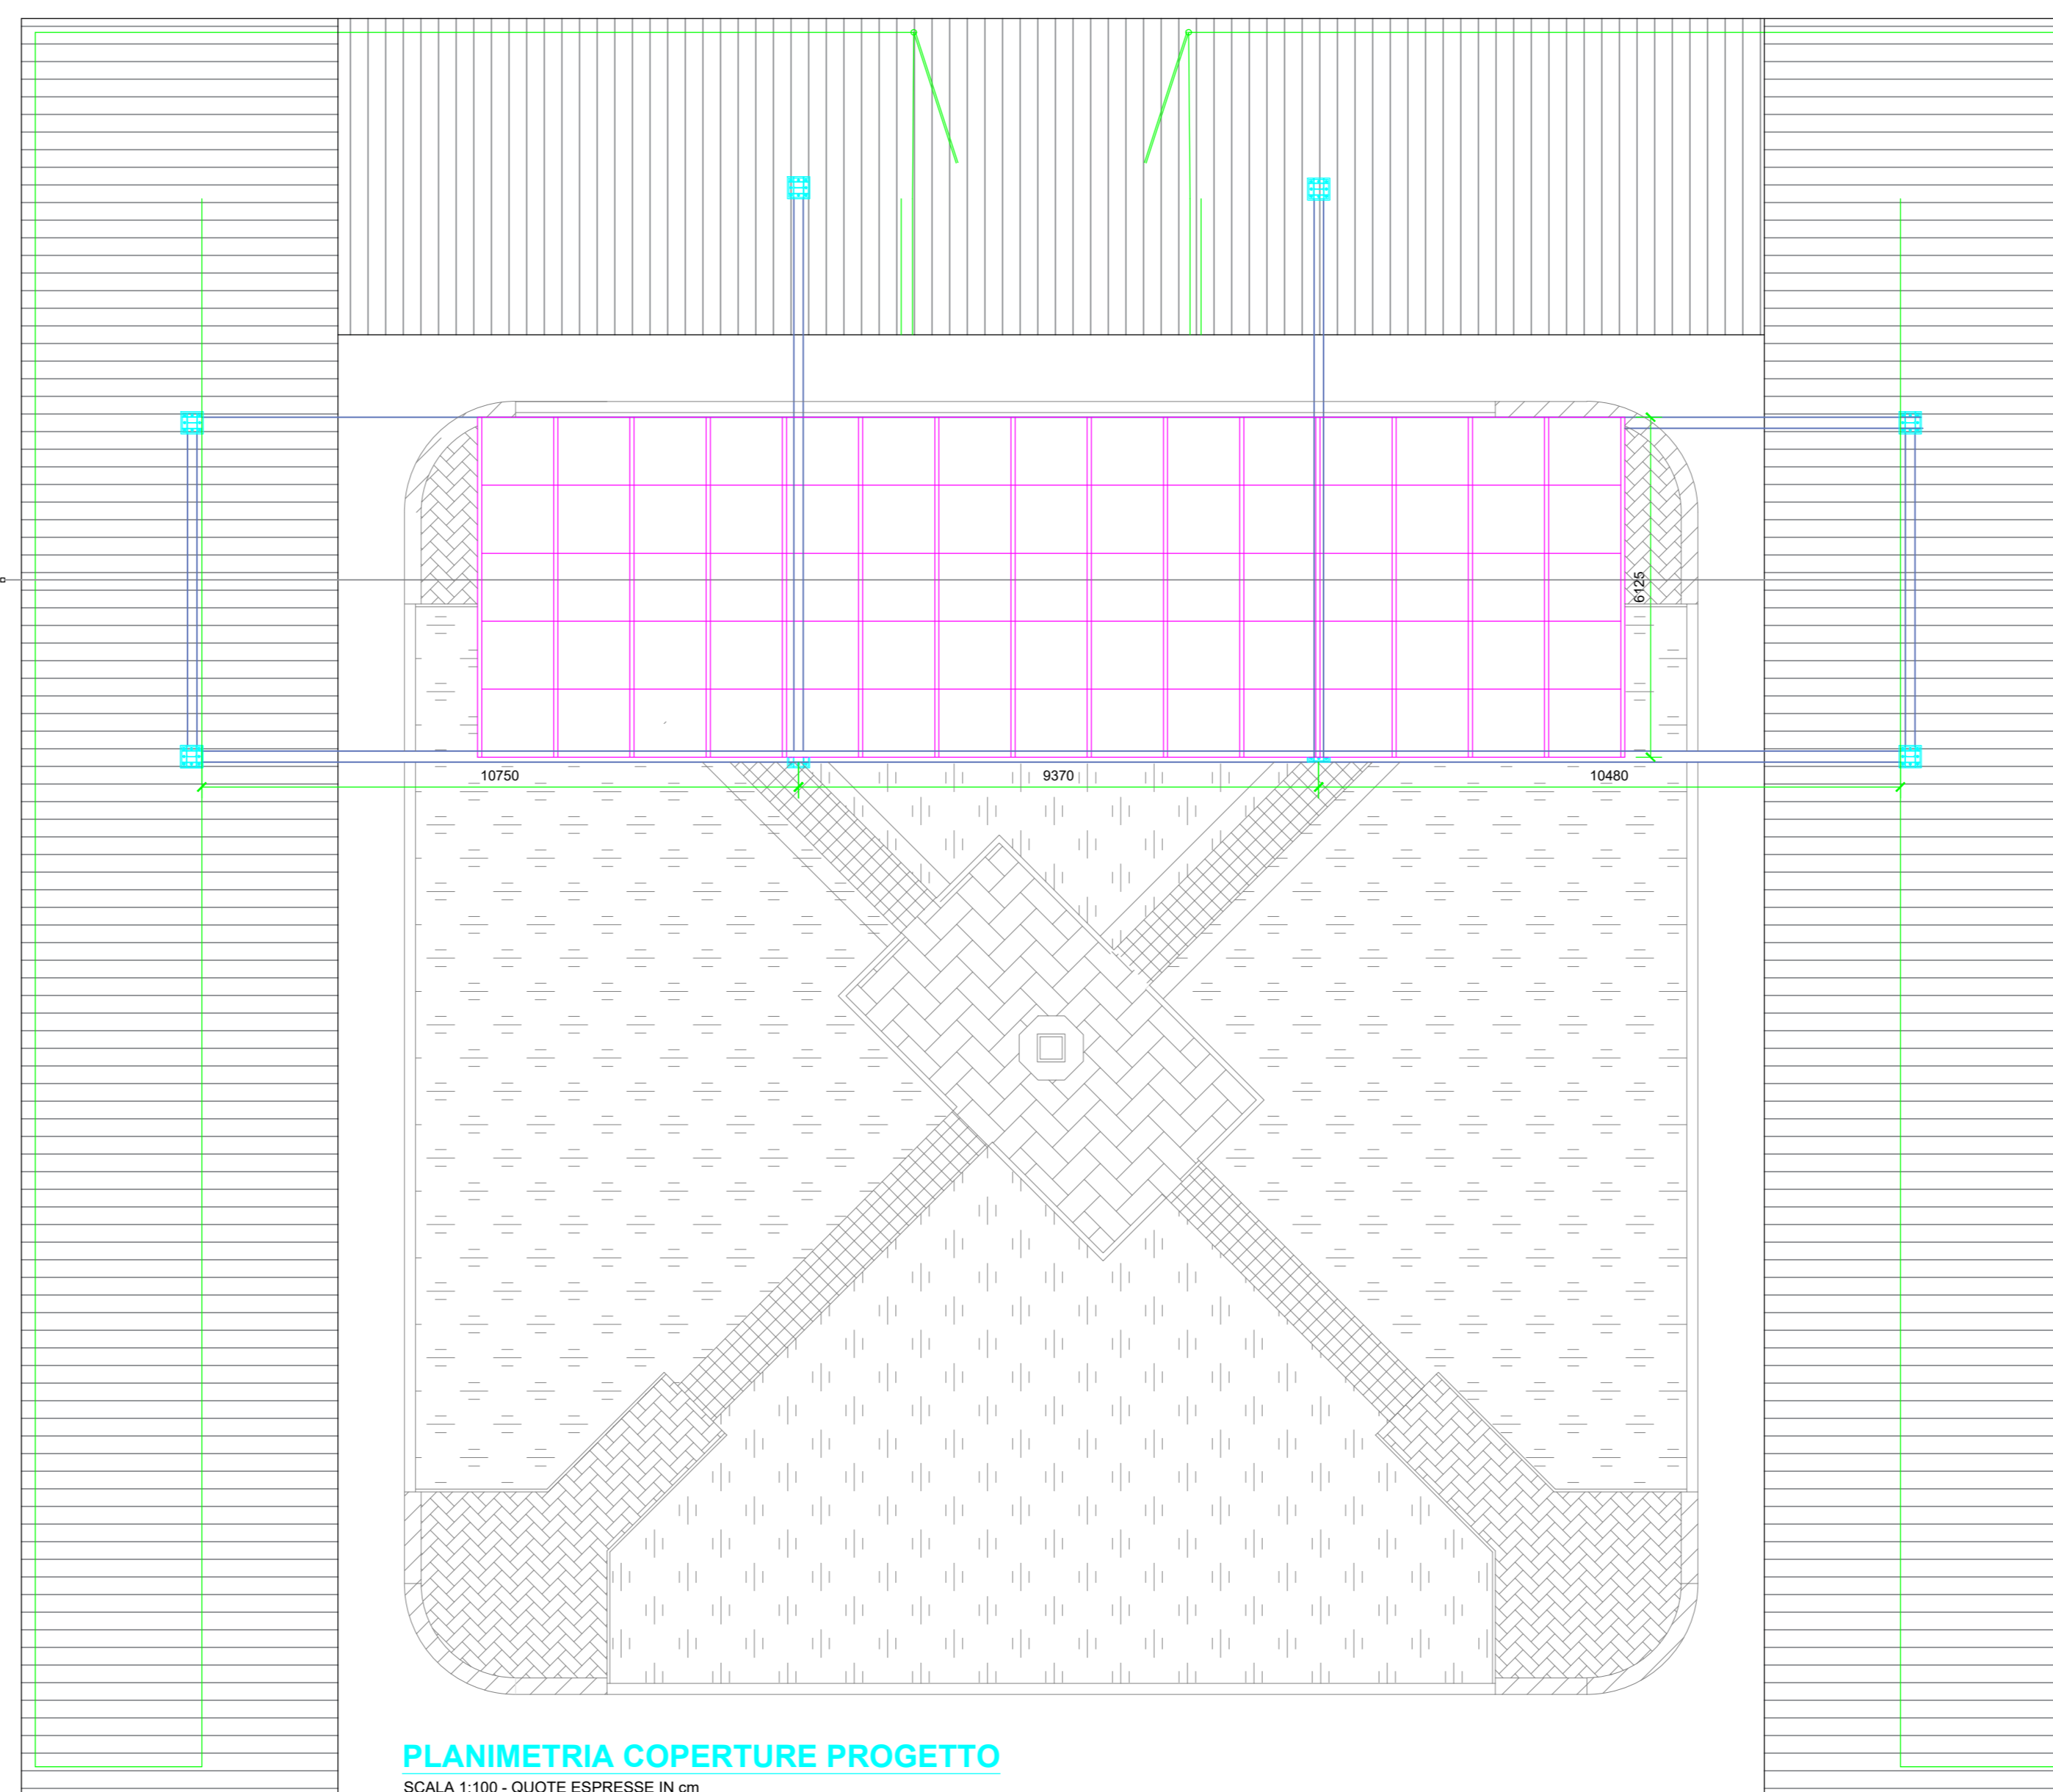 6125
10750
9370
10480
PLANIMETRIA COPERTURE PROGETTO
SCALA 1:100 - QUOTE ESPRESSE IN cm